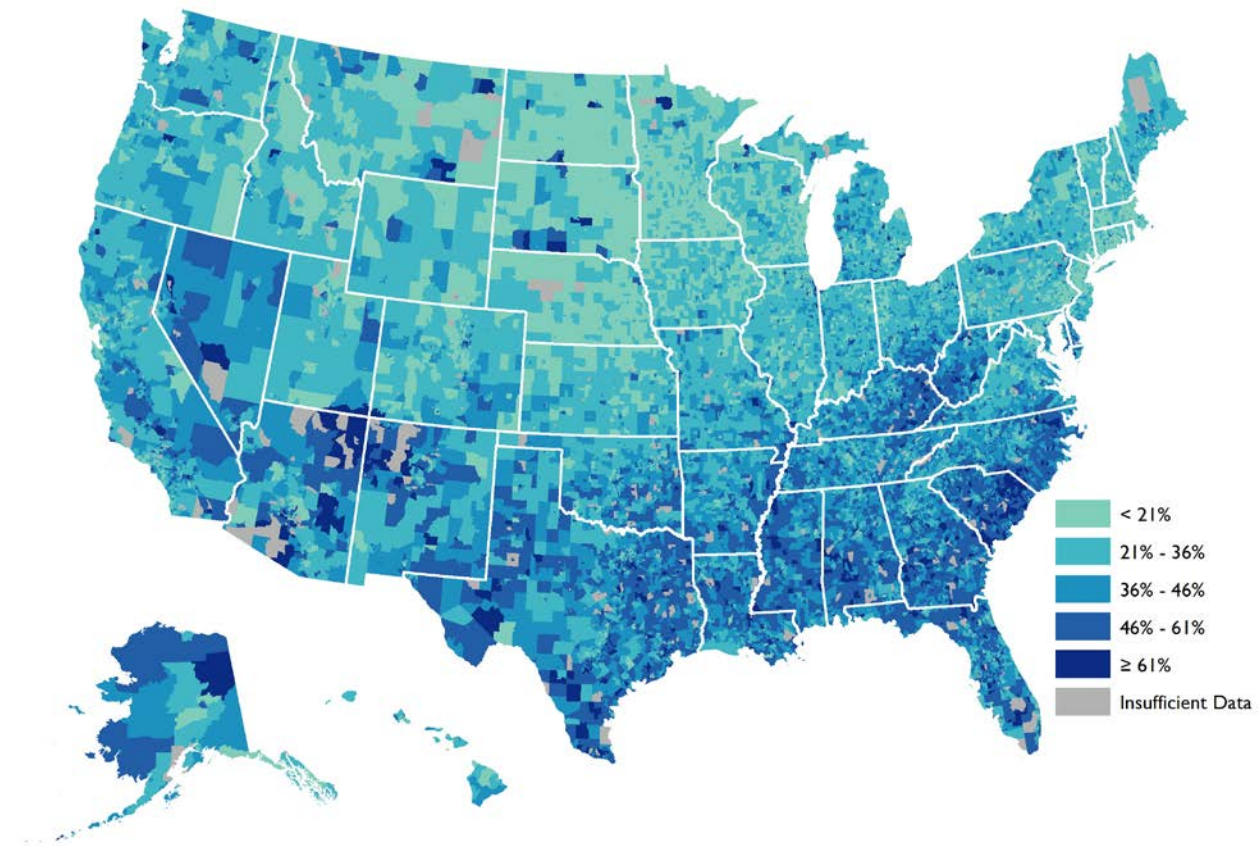 < 21%
21% - 36%
36% - 46%
46% - 61%
≥ 61%
Insufficient Data